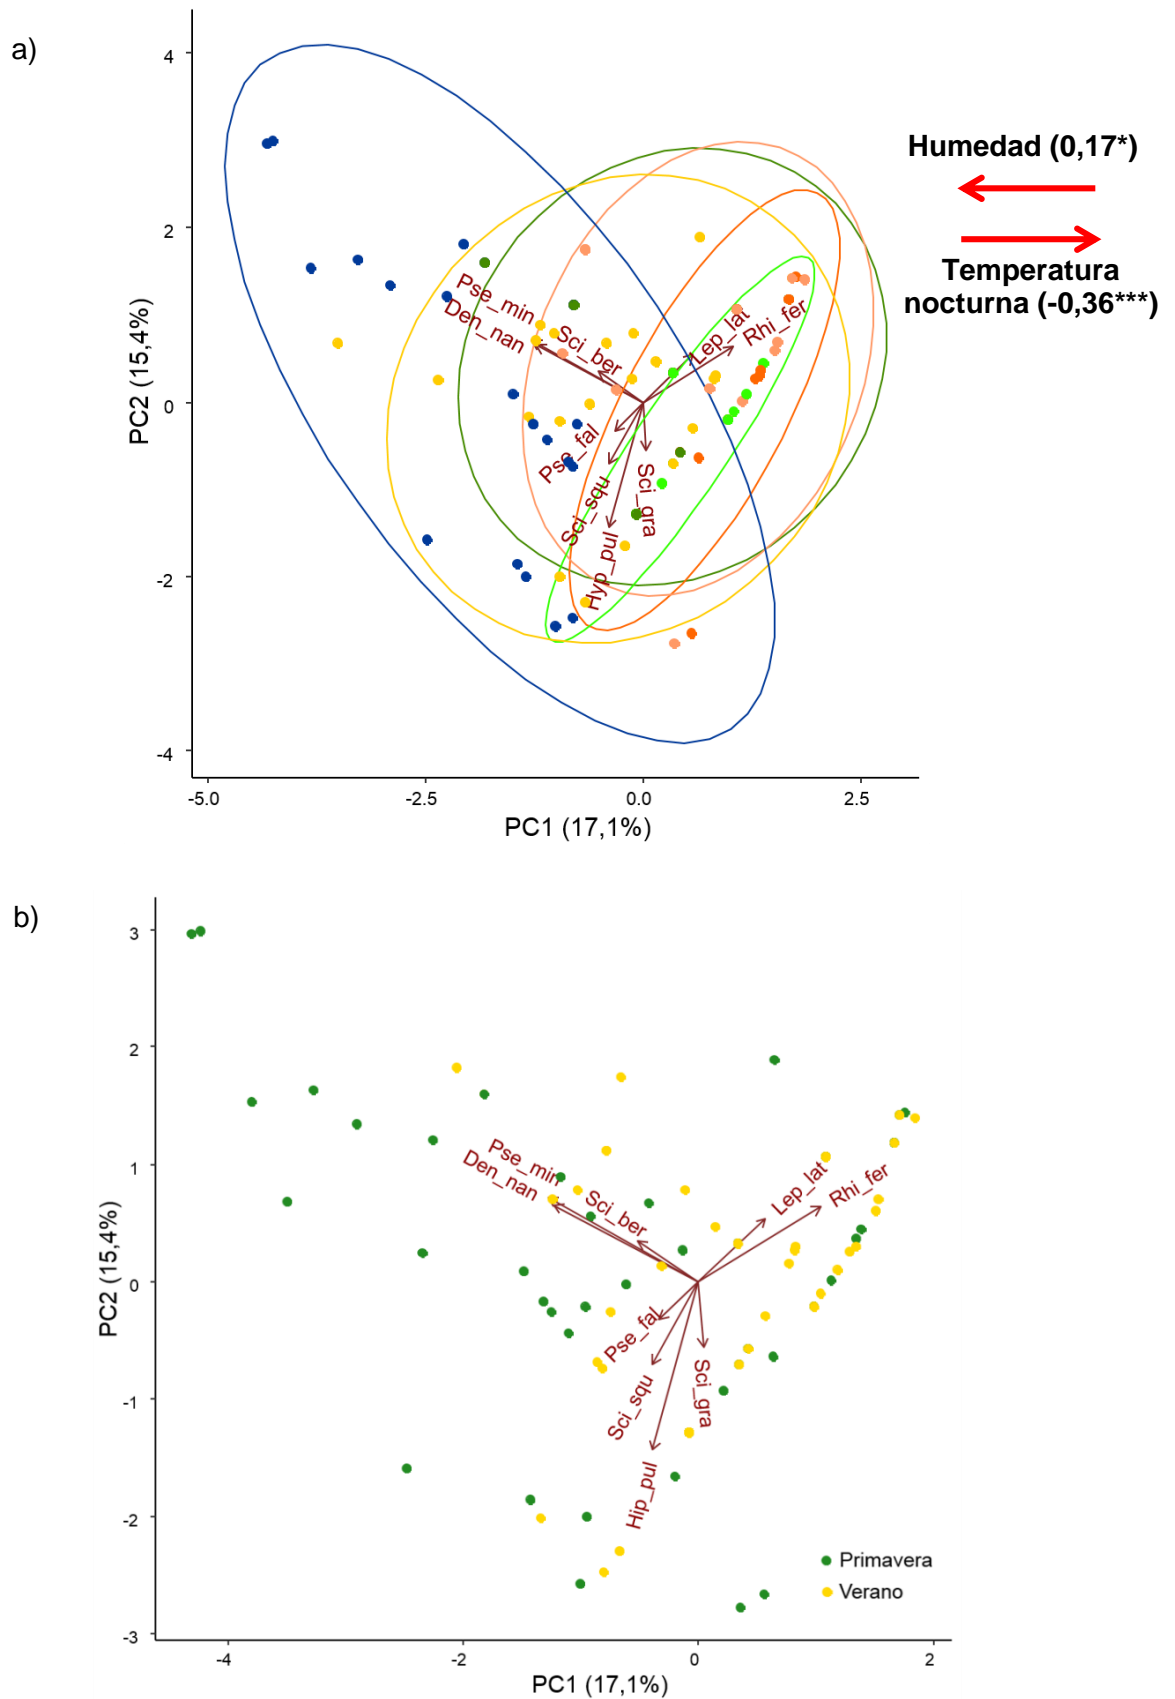 a)
4
2
0
-2
-4
PC2 (15,4%)
Pse_min
Den_nan
Sci_ber
Lep_lat
Rhi_fer
Pse_fal
Sci_squ
Sci_gra
Hyp_pul
-5.0
-2.5
0.0
2.5
PC1 (17,1%)
Humedad (0,17*)
Temperatura
nocturna (-0,36***)
b)
3
2
1
0
-1
-2
-3
PC2 (15,4%)
Pse_min
Den_nan
Sci_ber
Lep_lat
Rhi_fer
Pse_fal
Sci_squ
Sci_gra
Hip_pul
Primavera
Verano
-4
-2
0
2
PC1 (17,1%)